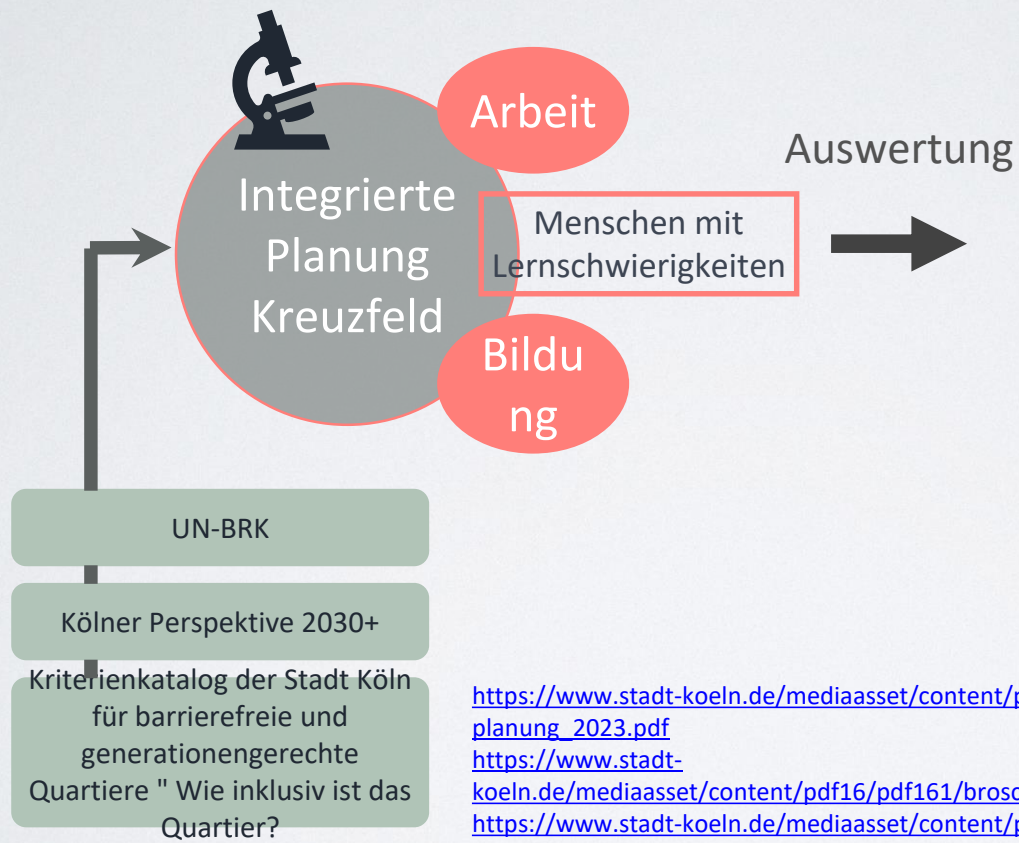 Arbeit
Auswertung
Integrierte
Planung
Kreuzfeld
Menschen mit
Lernschwierigkeiten
Bildu
ng
UN-BRK
Kölner Perspektive 2030+
Kriterienkatalog der Stadt Köln
für barrierefreie und
generationengerechte
Quartiere " Wie inklusiv ist das
Quartier?
https://www.stadt-koeln.de/mediaasset/content/p
planung_2023.pdf
https://www.stadt-
koeln.de/mediaasset/content/pdf16/pdf161/brosc
https://www.stadt-koeln.de/mediaasset/content/p